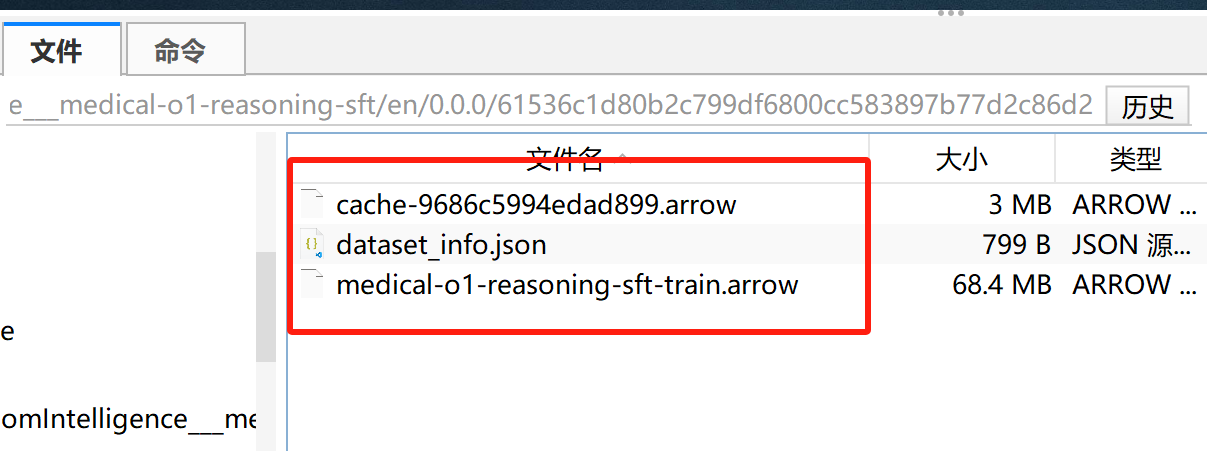 文件 命令
e___medical-o1-reasoning-sft/en/0.0.0/61536c1d80b2c799df6800cc583897b77d2c86d2 历史
文件名 大小 类型
cache-9686c5994edad899.arrow 3 MB ARROW ...
dataset_info.json 799 B JSON 源...
medical-o1-reasoning-sft-train.arrow 68.4 MB ARROW ...
e
omIntelligence___me